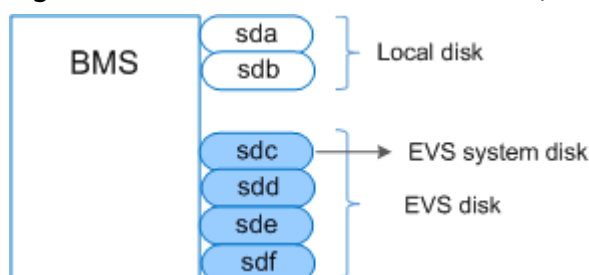 BMS
sda
sdb
Local disk
sdc
EVS system disk
sdd
sde
EVS disk
sdf